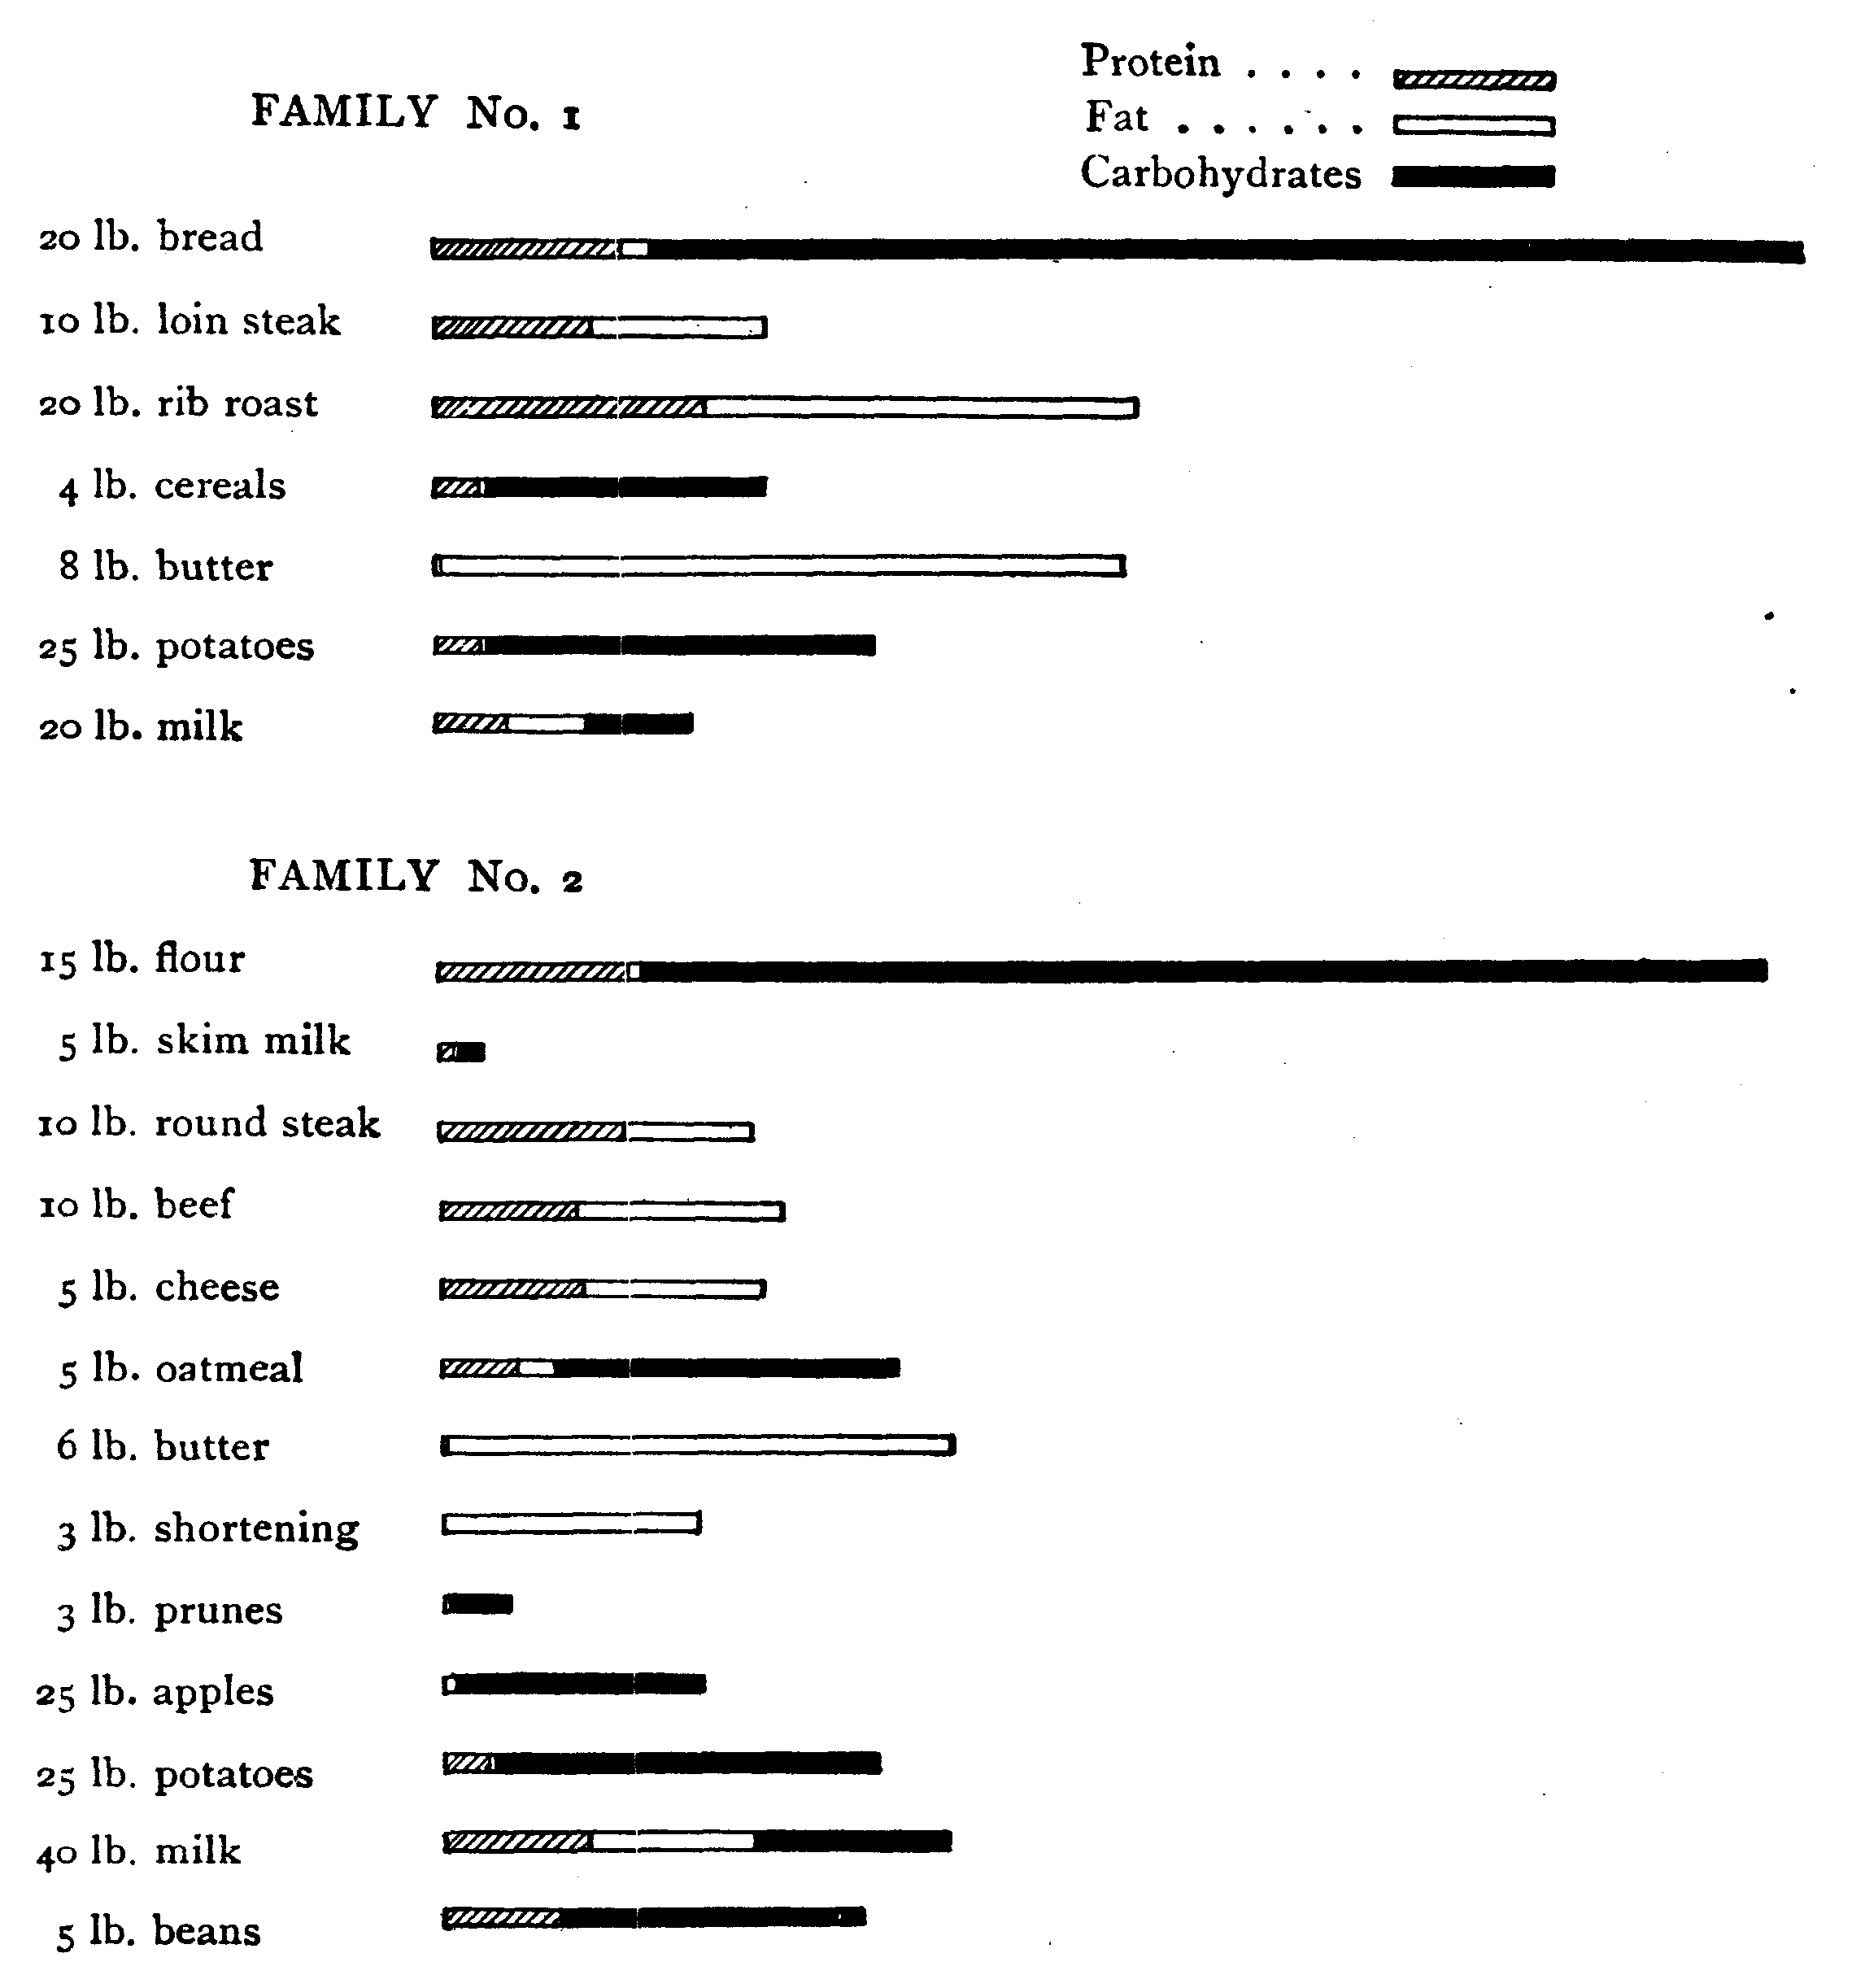 Protein . . . .
FAMILY No. 1
Fat . . . . . .
Carbohydrates
20 lb. bread
10 lb. loin steak
20 lb. rib roast
4 lb. cereals
8 lb. butter
25 lb. potatoes
20 lb. milk
FAMILY No. 2
15 lb. flour
5 lb. skim milk
10 lb. round steak
10 lb. beef
5 lb. cheese
5 lb. oatmeal
6 lb. butter
3 lb. shortening
3 lb. prunes
25 lb. apples
25 lb. potatoes
40 lb. milk
5 lb. beans